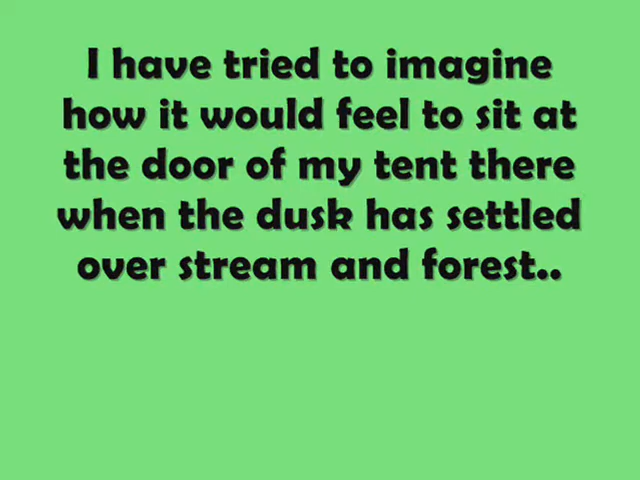 I have tried to imagine
how it would feel to sit at
the door of my tent there
when the dusk has settled
over stream and forest..